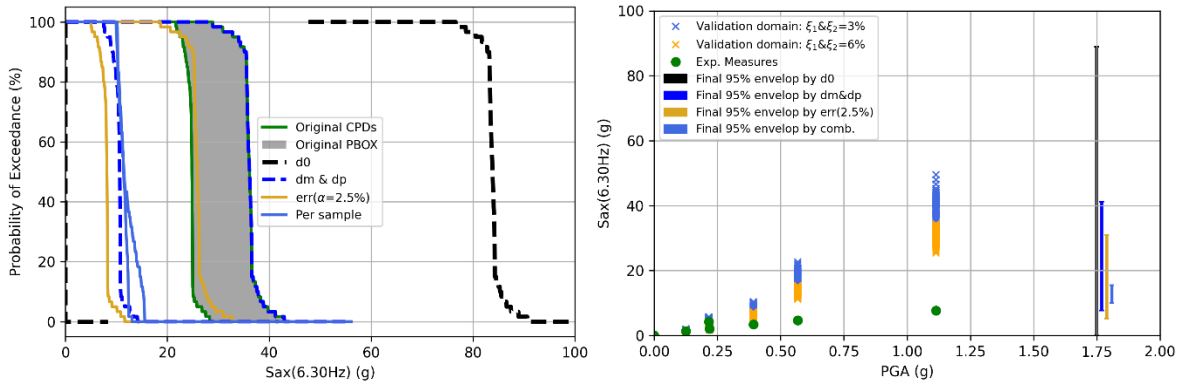 100
80
60
40
20
0
Probability of Exceedance (%)
Original CPDs
Original PBOX
d0
dm & dp
err(α=2.5%)
Per sample
0 20 40 60 80 100
Sax(6.30Hz) (g)
100
80
60
40
20
0
Sax(6.30Hz) (g)
Validation domain: ξ₁&ξ₂=3%
Validation domain: ξ₁&ξ₂=6%
Exp. Measures
Final 95% envelop by d0
Final 95% envelop by dm&dp
Final 95% envelop by err(2.5%)
Final 95% envelop by comb.
0.00 0.25 0.50 0.75 1.00 1.25 1.50 1.75 2.00
PGA (g)